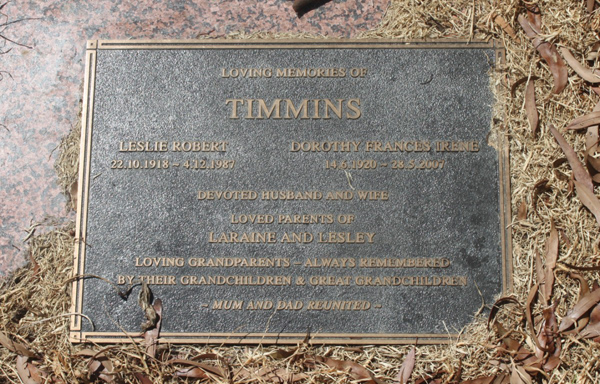 LOVING MEMORIES OF
TIMMINS
LESLIE ROBERT DOROTHY FRANCES IRENE
22.10.1918 – 4.12.1987 14.6.1920 – 28.5.2007
DEVOTED HUSBAND AND WIFE
LOVED PARENTS OF
LARAINE AND LESLEY
LOVING GRANDPARENTS – ALWAYS REMEMBERED
BY THEIR GRANDCHILDREN & GREAT GRANDCHILDREN
~ MUM AND DAD REUNITED ~